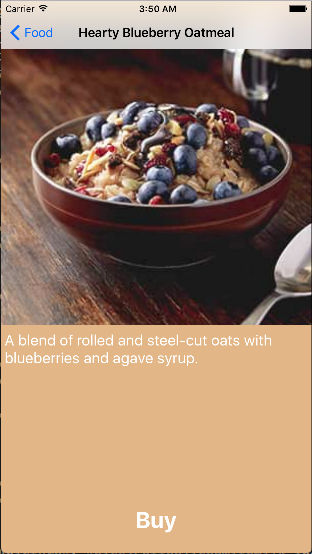 Carrier 3:50 AM
Food Hearty Blueberry Oatmeal
A blend of rolled and steel-cut oats with
blueberries and agave syrup.
Buy